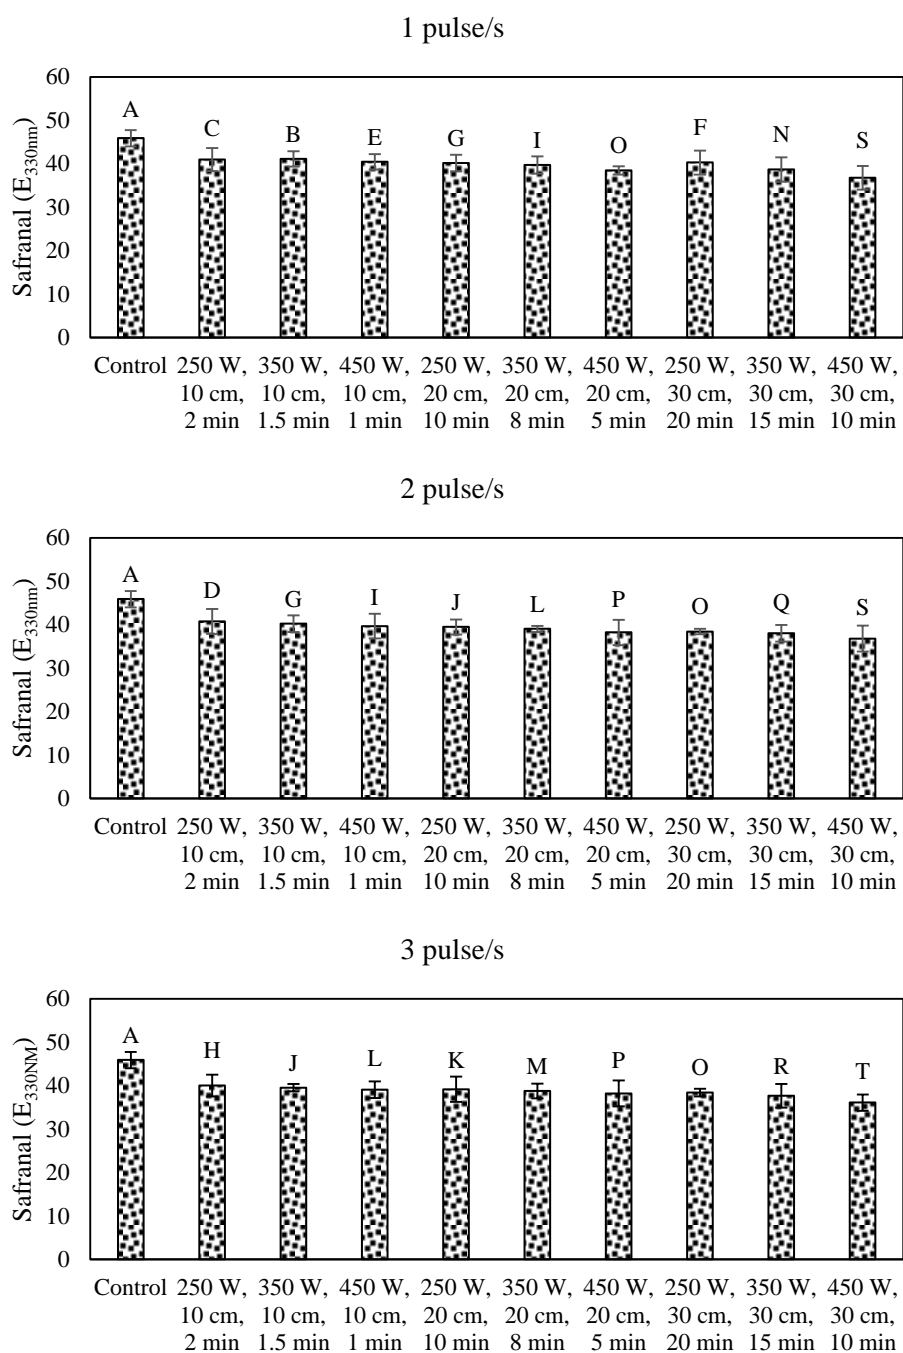 1 pulse/s
60
50
40
30
20
10
0
Safranal (E330nm)
A C B E G I O F N S
Control 250 W, 350 W, 450 W, 250 W, 350 W, 450 W, 250 W, 350 W, 450 W,
10 cm, 10 cm, 10 cm, 20 cm, 20 cm, 20 cm, 30 cm, 30 cm, 30 cm,
2 min 1.5 min 1 min 10 min 8 min 5 min 20 min 15 min 10 min
2 pulse/s
60
50
40
30
20
10
0
Safranal (E330nm)
A D G I J L P O Q S
Control 250 W, 350 W, 450 W, 250 W, 350 W, 450 W, 250 W, 350 W, 450 W,
10 cm, 10 cm, 10 cm, 20 cm, 20 cm, 20 cm, 30 cm, 30 cm, 30 cm,
2 min 1.5 min 1 min 10 min 8 min 5 min 20 min 15 min 10 min
3 pulse/s
60
50
40
30
20
10
0
Safranal (E330NM)
A H J L K M P O R T
Control 250 W, 350 W, 450 W, 250 W, 350 W, 450 W, 250 W, 350 W, 450 W,
10 cm, 10 cm, 10 cm, 20 cm, 20 cm, 20 cm, 30 cm, 30 cm, 30 cm,
2 min 1.5 min 1 min 10 min 8 min 5 min 20 min 15 min 10 min